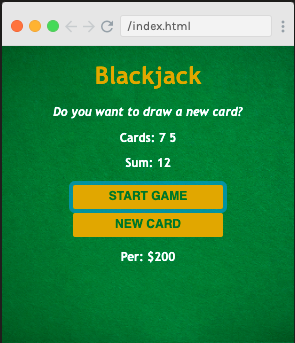 /index.html
Blackjack
Do you want to draw a new card?
Cards: 7 5
Sum: 12
START GAME
NEW CARD
Per: $200